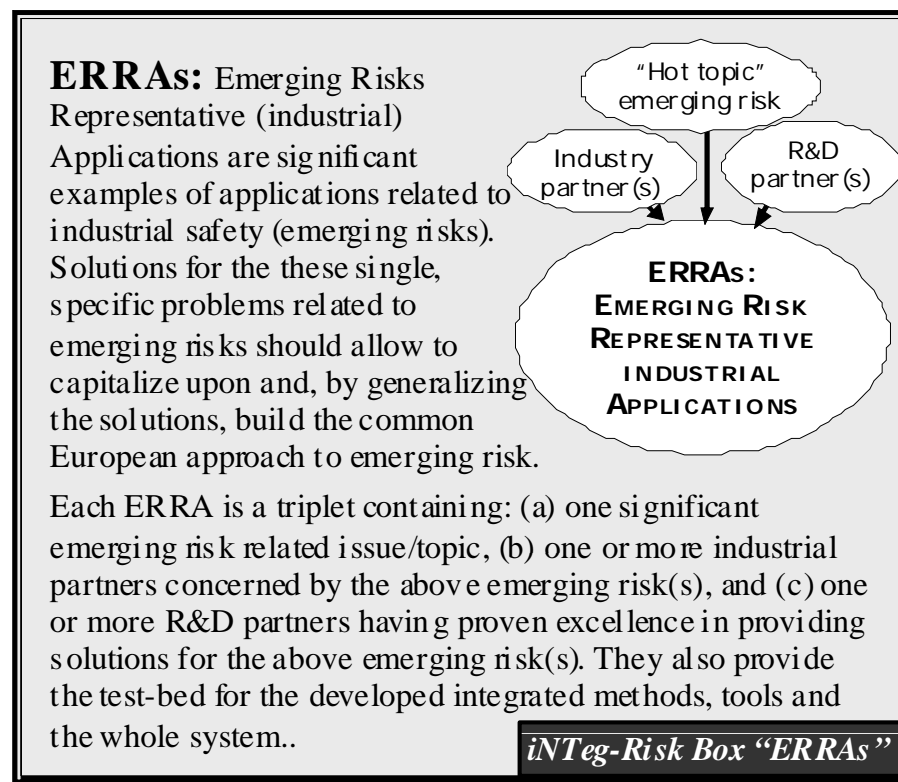 ERRAs: Emerging Risks
Representative (industrial)
Applications are significant
examples of applications related to
industrial safety (emerging risks).
Solutions for the these single,
specific problems related to
emerging risks should allow to
capitalize upon and, by generalizing
the solutions, build the common
European approach to emerging risk.
"Hot topic"
emerging risk
Industry
partner(s)
R&D
partner(s)
ERRAs:
EMERGING RISK
REPRESENTATIVE
INDUSTRIAL
APPLICATIONS
Each ERRA is a triplet containing: (a) one significant
emerging risk related issue/topic, (b) one or more industrial
partners concerned by the above emerging risk(s), and (c) one
or more R&D partners having proven excellence in providing
solutions for the above emerging risk(s). They also provide
the test-bed for the developed integrated methods, tools and
the whole system..
iNTeg-Risk Box “ERRAs”